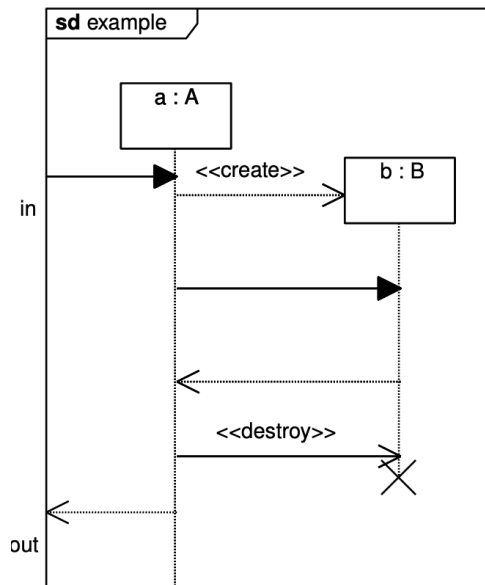 sd example
a : A
<<create>>
b : B
in
<<destroy>>
out